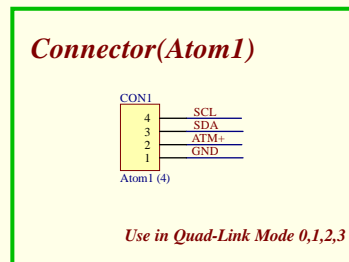 Connector(Atom1)
CON1
4 SCL
3 SDA
2 ATM+
1 GND
Atom1 (4)
Use in Quad-Link Mode 0,1,2,3